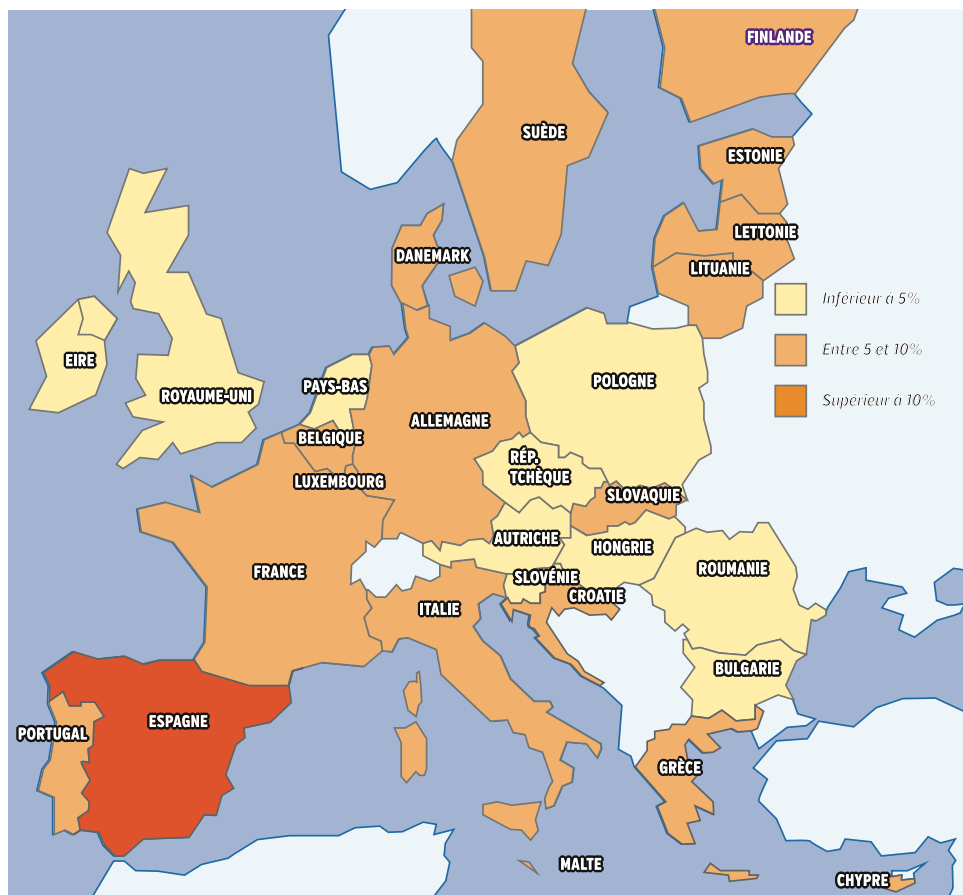 FINLANDE
SUÈDE
ESTONIE
LETTONIE
DANEMARK
LITUANIE
Inférieur à 5%
Entre 5 et 10%
Supérieur à 10%
EIRE
ROYAUME-UNI
PAYS-BAS
POLOGNE
ALLEMAGNE
BELGIQUE
RÉP.
TCHÈQUE
LUXEMBOURG
SLOVAQUIE
AUTRICHE
HONGRIE
FRANCE
SLOVÉNIE
ROUMANIE
CROATIE
ITALIE
BULGARIE
ESPAGNE
PORTUGAL
GRÈCE
MALTE
CHYPRE